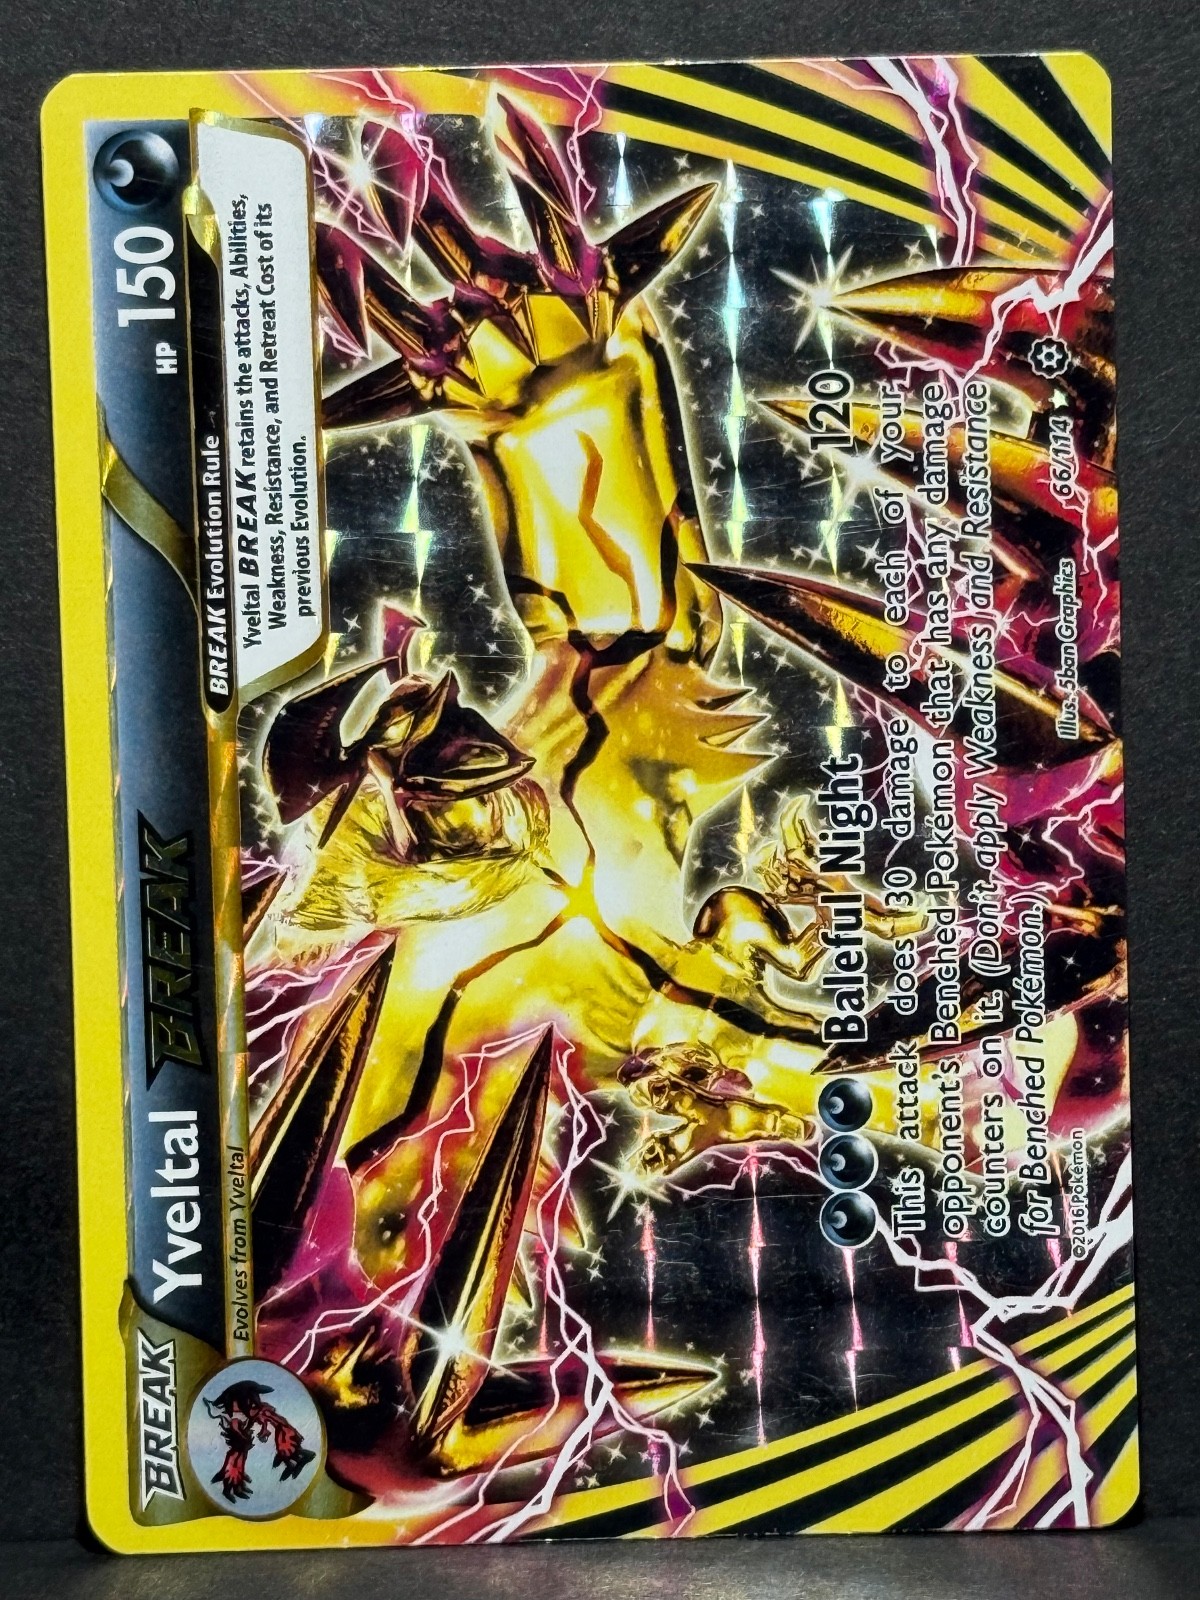 BREAK
Yveltal BREAK HP 150
Evolves from Yveltal
BREAK Evolution Rule
Yveltal BREAK retains the attacks, Abilities,
Weakness, Resistance, and Retreat Cost of its
previous Evolution.
Baleful Night 120
This attack does 30 damage to each of your
opponent's Benched Pokémon that has any damage
counters on it. (Don't apply Weakness and Resistance
for Benched Pokémon.)
©2016 Pokémon Illus. 5ban Graphics 66/114 ★